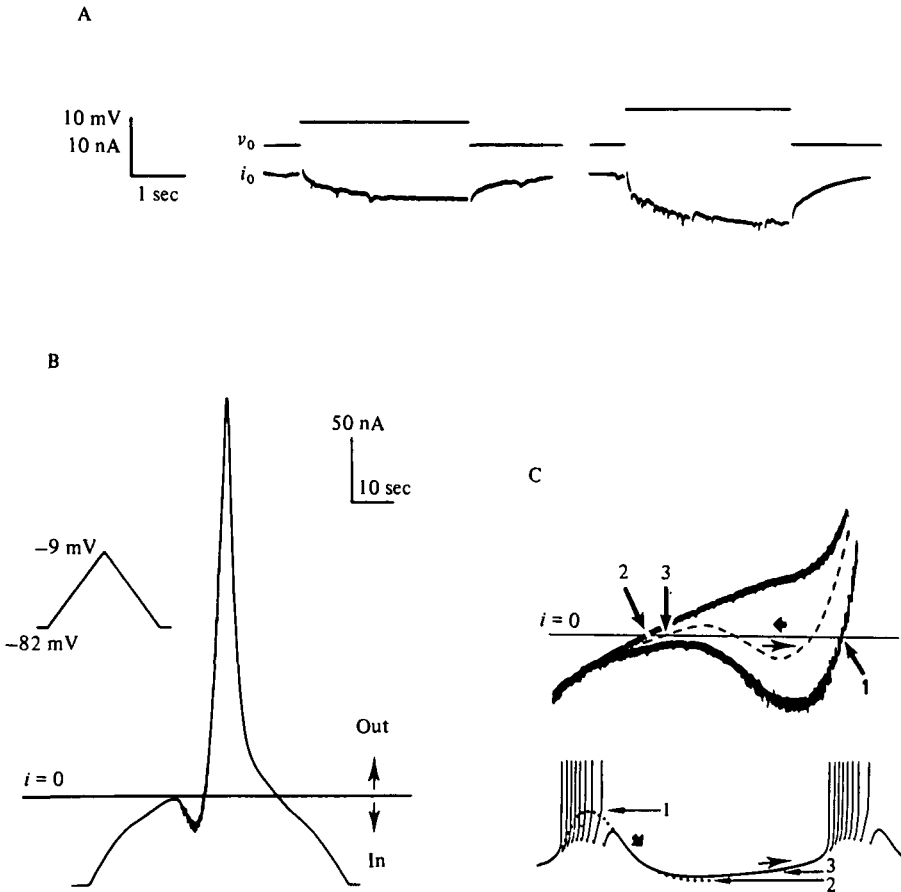 A
10 mV
10 nA
1 sec
v₀
i₀
B
50 nA
10 sec
−9 mV
−82 mV
Out
i = 0
In
C
2 3
i = 0
1
1
3
2